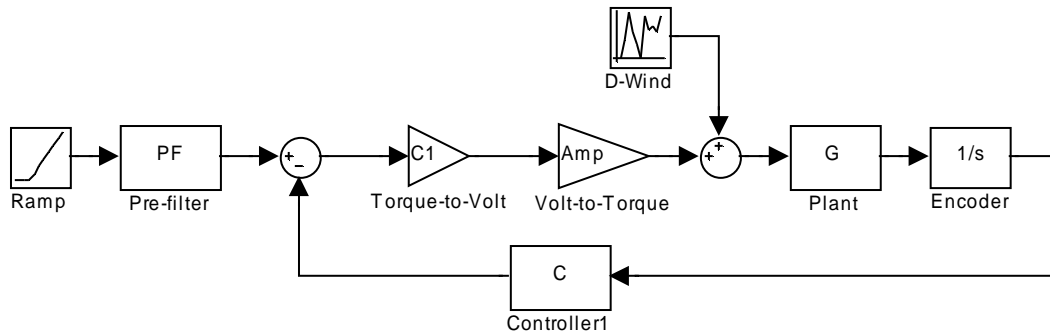 D-Wind
PF
+
−
C1
Amp
+
+
G
1/s
Ramp
Pre-filter
Torque-to-Volt
Volt-to-Torque
Plant
Encoder
C
Controller1